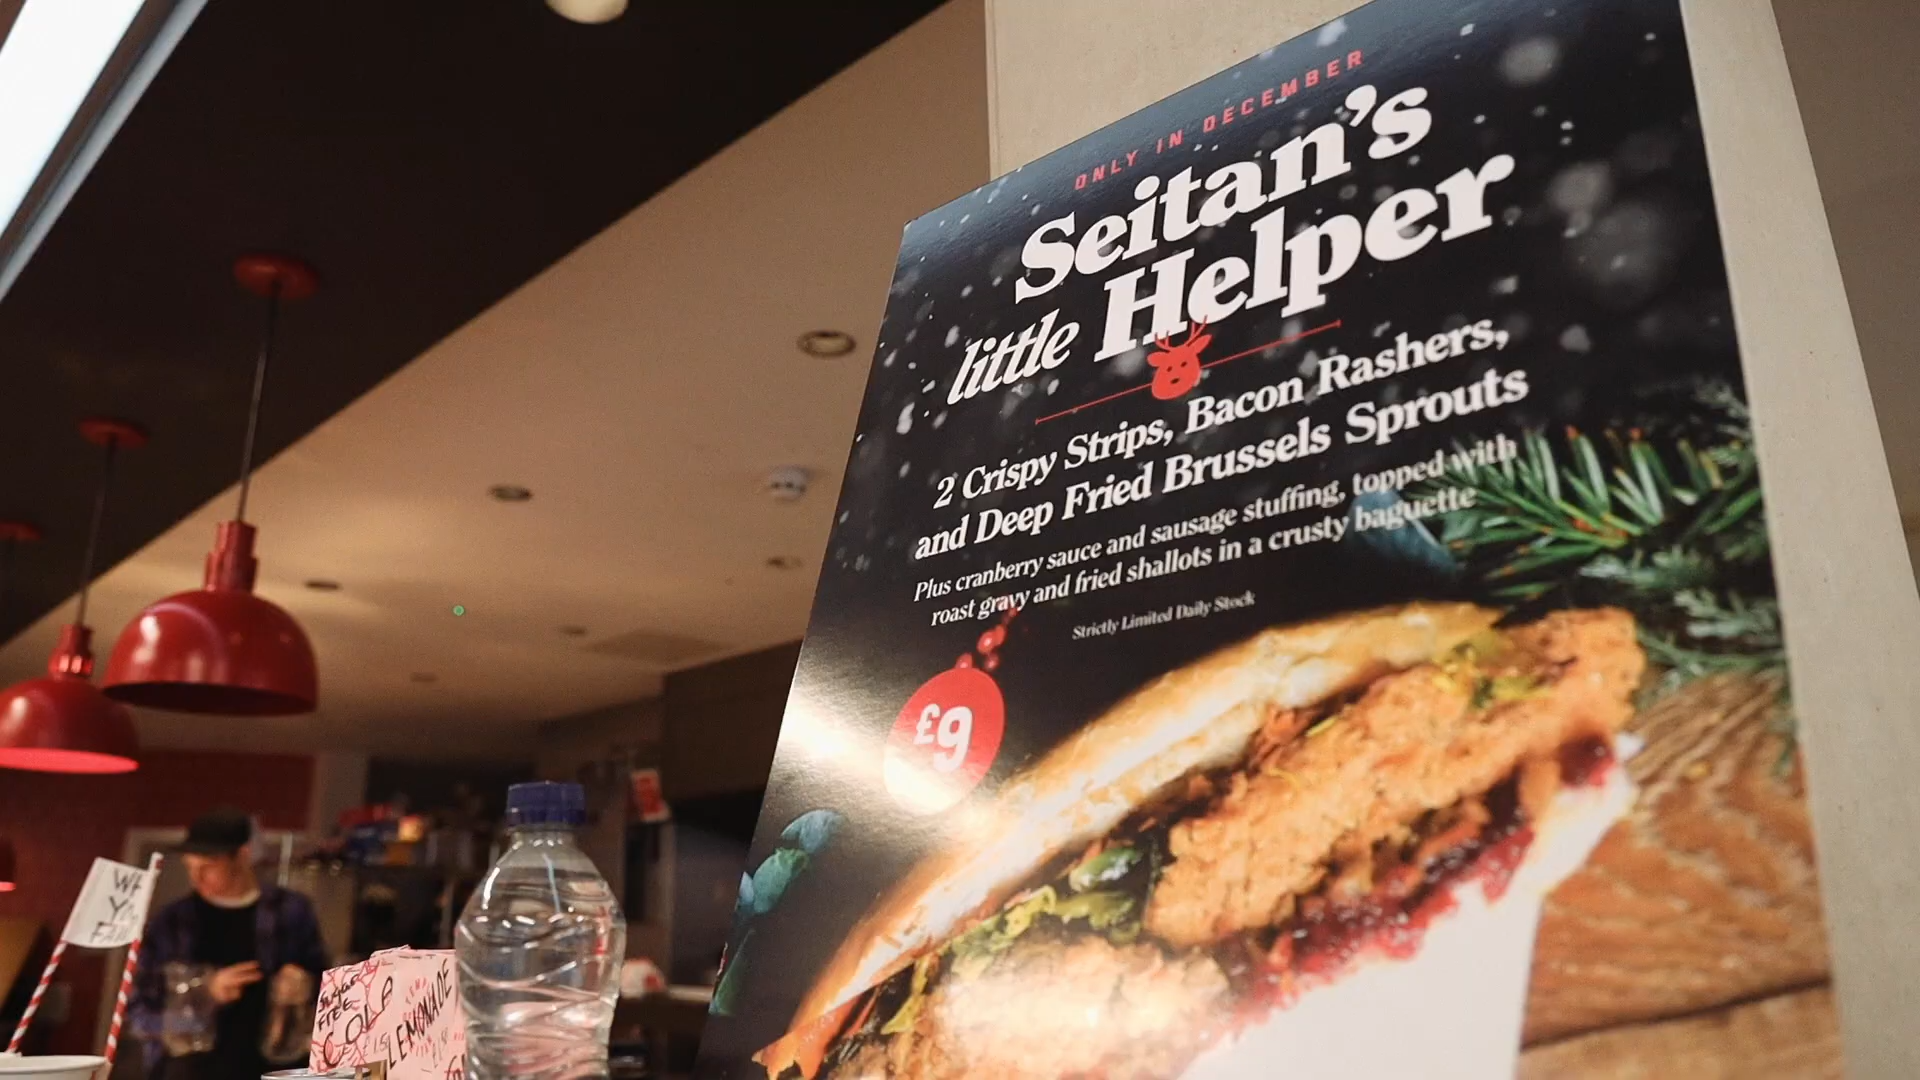 ONLY IN DECEMBER
Seitan's
little Helper
2 Crispy Strips, Bacon Rashers,
and Deep Fried Brussels Sprouts
Plus cranberry sauce and sausage stuffing, topped with
roast gravy and fried shallots in a crusty baguette
Strictly Limited Daily Stock
£9
SUGAR
FREE
COLA
LEMONADE